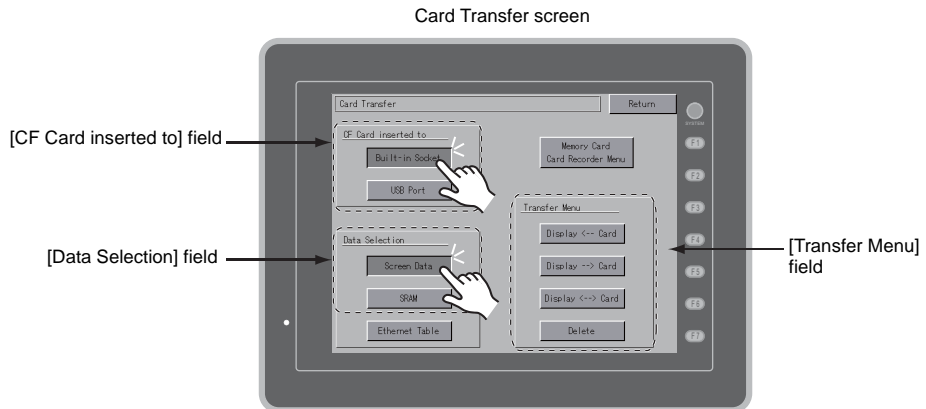 Card Transfer screen
Card Transfer
Return
SYSTEM
[CF Card inserted to] field
CF Card inserted to
Built-in Socket
USB Port
Memory Card
Card Recorder Menu
F1
F2
F3
F4
F5
F6
F7
[Data Selection] field
Data Selection
Screen Data
SRAM
Ethernet Table
Transfer Menu
Display <-- Card
Display --> Card
Display <--> Card
Delete
[Transfer Menu]
field